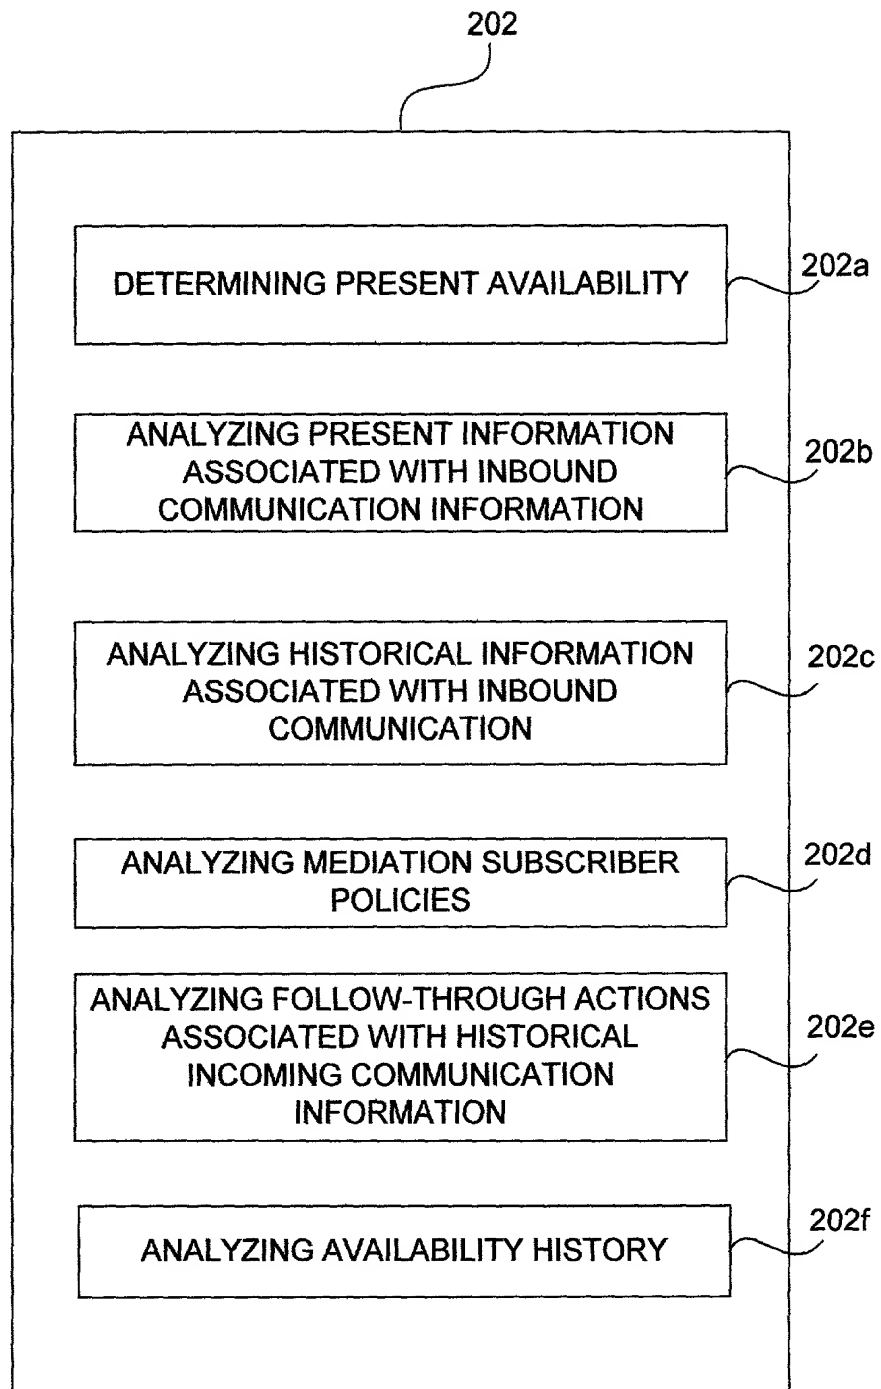 202
DETERMINING PRESENT AVAILABILITY
202a
ANALYZING PRESENT INFORMATION
ASSOCIATED WITH INBOUND
COMMUNICATION INFORMATION
202b
ANALYZING HISTORICAL INFORMATION
ASSOCIATED WITH INBOUND
COMMUNICATION
202c
ANALYZING MEDIATION SUBSCRIBER
POLICIES
202d
ANALYZING FOLLOW-THROUGH ACTIONS
ASSOCIATED WITH HISTORICAL
INCOMING COMMUNICATION
INFORMATION
202e
ANALYZING AVAILABILITY HISTORY
202f